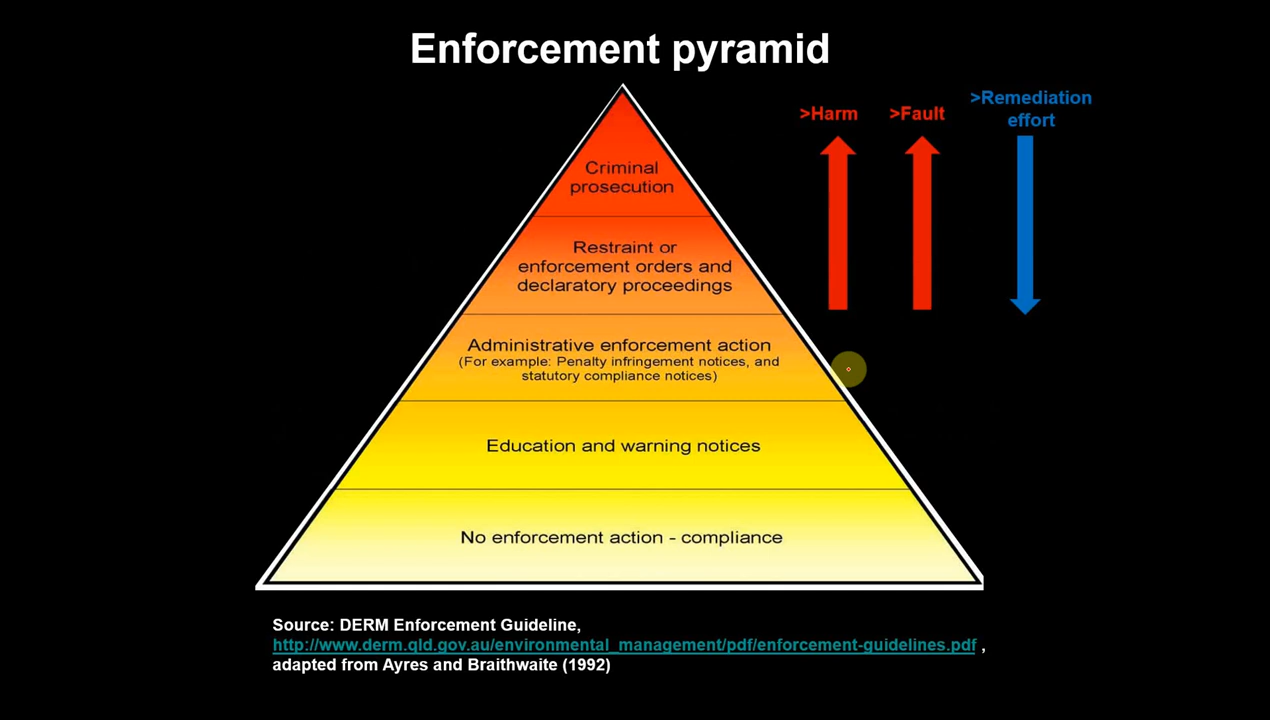 Enforcement pyramid
>Harm
>Fault
>Remediation
effort
Criminal
prosecution
Restraint or
enforcement orders and
declaratory proceedings
Administrative enforcement action
(For example: Penalty infringement notices, and
statutory compliance notices)
Education and warning notices
No enforcement action - compliance
Source: DERM Enforcement Guideline,
http://www.derm.qld.gov.au/environmental_management/pdf/enforcement-guidelines.pdf ,
adapted from Ayres and Braithwaite (1992)